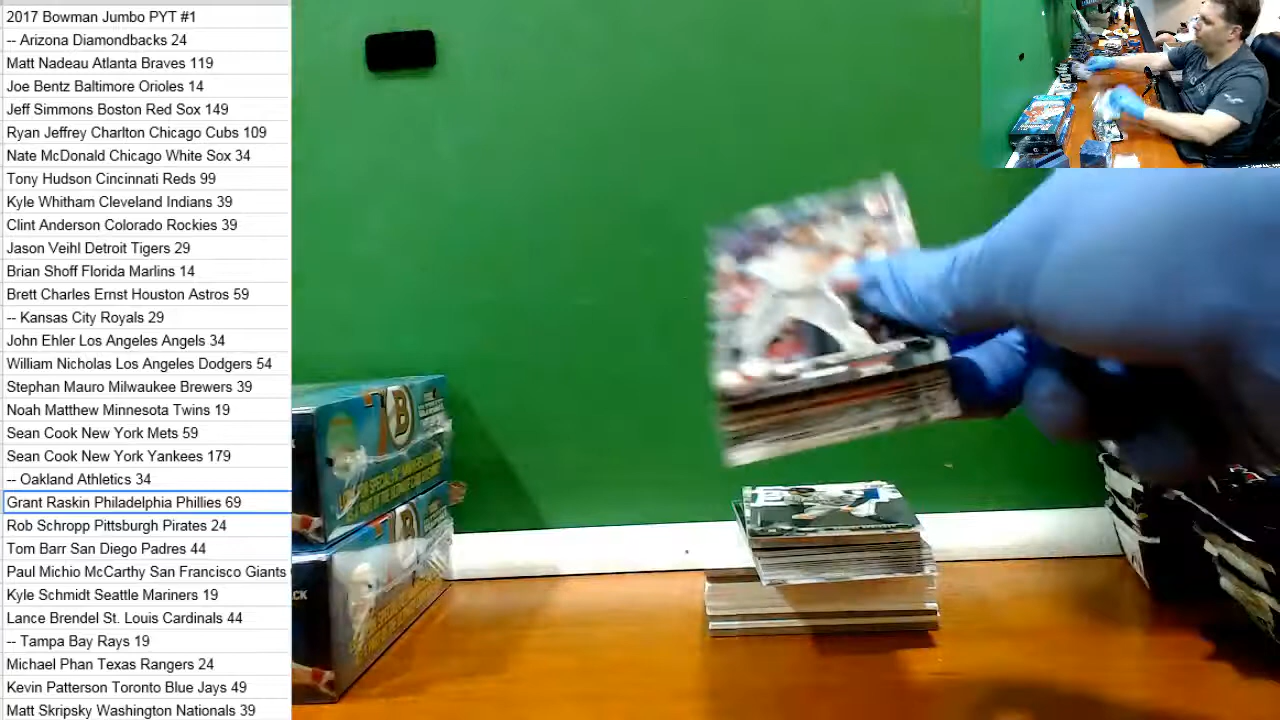 2017 Bowman Jumbo PYT #1
-- Arizona Diamondbacks 24
Matt Nadeau Atlanta Braves 119
Joe Bentz Baltimore Orioles 14
Jeff Simmons Boston Red Sox 149
Ryan Jeffrey Charlton Chicago Cubs 109
Nate McDonald Chicago White Sox 34
Tony Hudson Cincinnati Reds 99
Kyle Whitham Cleveland Indians 39
Clint Anderson Colorado Rockies 39
Jason Veihl Detroit Tigers 29
Brian Shoff Florida Marlins 14
Brett Charles Ernst Houston Astros 59
-- Kansas City Royals 29
John Ehler Los Angeles Angels 34
William Nicholas Los Angeles Dodgers 54
Stephan Mauro Milwaukee Brewers 39
Noah Matthew Minnesota Twins 19
Sean Cook New York Mets 59
Sean Cook New York Yankees 179
-- Oakland Athletics 34
Grant Raskin Philadelphia Phillies 69
Rob Schropp Pittsburgh Pirates 24
Tom Barr San Diego Padres 44
Paul Michio McCarthy San Francisco Giants
Kyle Schmidt Seattle Mariners 19
Lance Brendel St. Louis Cardinals 44
-- Tampa Bay Rays 19
Michael Phan Texas Rangers 24
Kevin Patterson Toronto Blue Jays 49
Matt Skripsky Washington Nationals 39
B
B